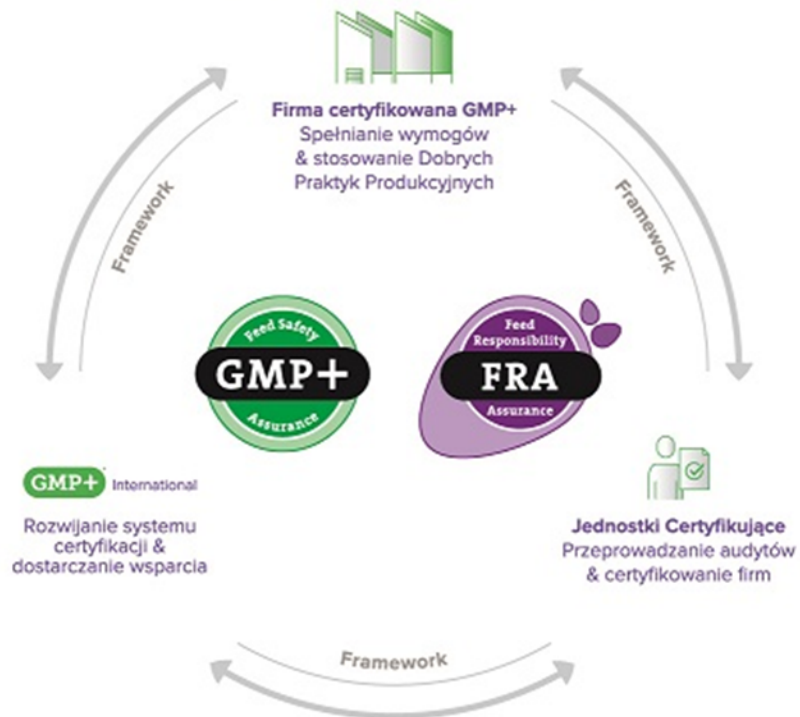 Firma certyfikowana GMP+
Spełnianie wymogów
& stosowanie Dobrych
Praktyk Produkcyjnych
Framework
Framework
Feed Safety
GMP+
Assurance
Feed
Responsibility
FRA
Assurance
GMP+ International
Rozwijanie systemu
certyfikacji &
dostarczanie wsparcia
Jednostki Certyfikujące
Przeprowadzanie audytów
& certyfikowanie firm
Framework